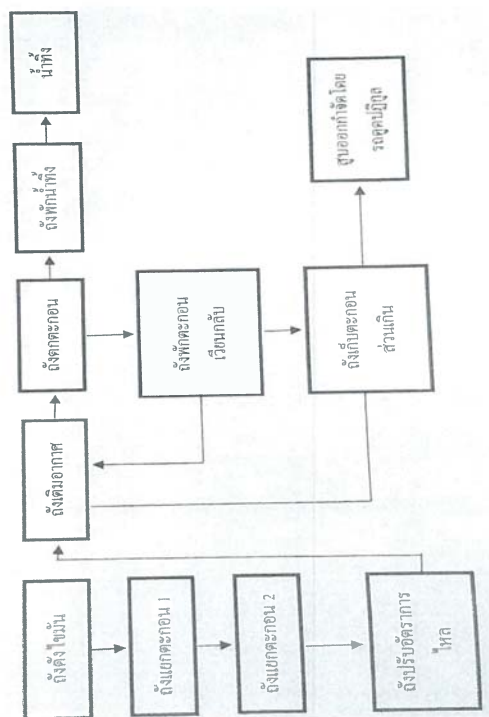 ถังดักไขมัน
ถังแยกตะกอน 1
ถังแยกตะกอน 2
ถังปรับอัตราการ
ไหล
ถังเติมอากาศ
ถังตกตะกอน
ถังพักน้ำทิ้ง
น้ำทิ้ง
ถังพักตะกอน
เวียนกลับ
ถังเก็บตะกอน
ส่วนเกิน
สูบออกกำจัดโดย
รถดูดปฏิกูล